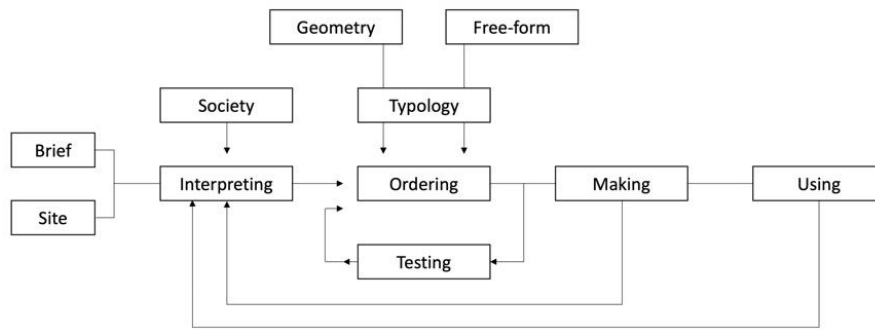 Geometry
Free-form
Society
Typology
Brief
Interpreting
Ordering
Making
Using
Site
Testing